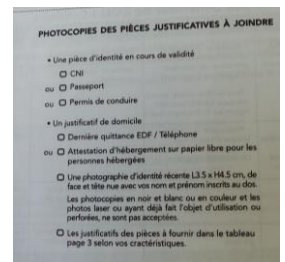 PHOTOCOPIES DES PIÈCES JUSTIFICATIVES À JOINDRE
• Une pièce d'identité en cours de validité
CNI
ou Passeport
ou Permis de conduire
• Un justificatif de domicile
Dernière quittance EDF / Téléphone
ou Attestation d'hébergement sur papier libre pour les
personnes hébergées
Une photographie d'identité récente L3.5 x H4.5 cm, de
face et tête nue avec vos nom et prénom inscrits au dos.
Les photocopies en noir et blanc ou en couleur et les
photos laser ou ayant déjà fait l'objet d'utilisation ou
perforées, ne sont pas acceptées.
Les justificatifs des pièces à fournir dans le tableau
page 3 selon vos cractéristiques.